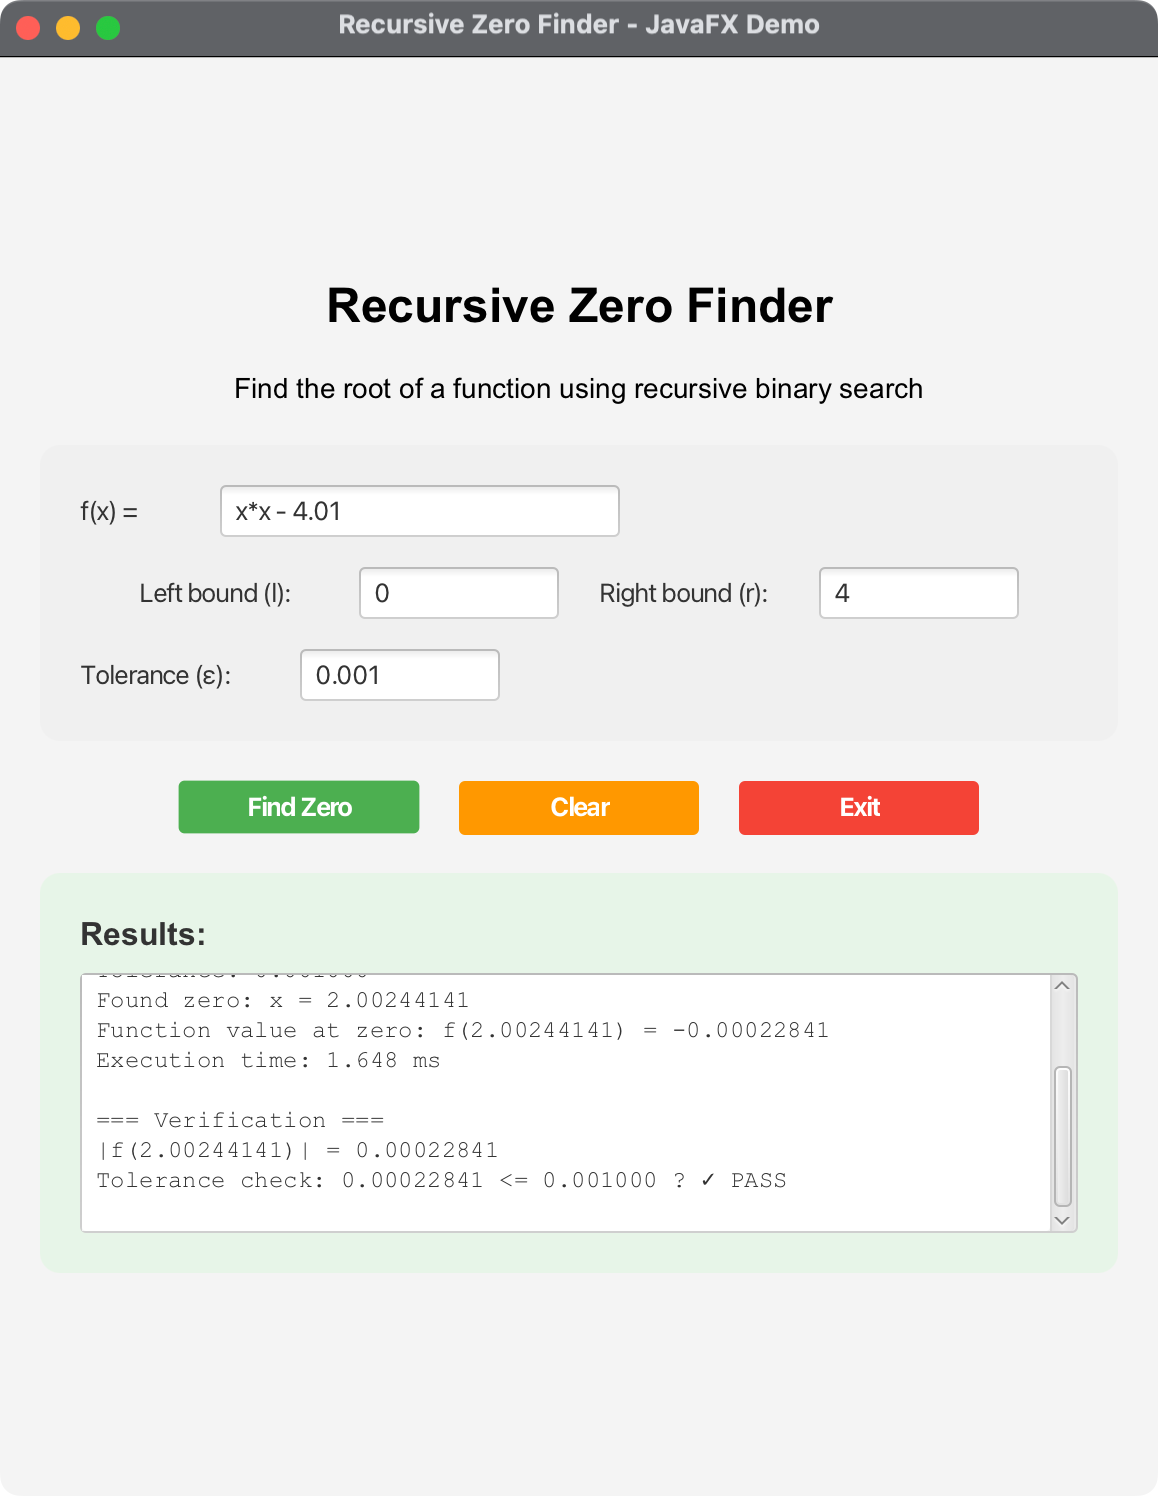 Recursive Zero Finder - JavaFX Demo
Recursive Zero Finder
Find the root of a function using recursive binary search
f(x) = x*x - 4.01
Left bound (l): 0 Right bound (r): 4
Tolerance (ε): 0.001
Find Zero Clear Exit
Results:
Found zero: x = 2.00244141
Function value at zero: f(2.00244141) = -0.00022841
Execution time: 1.648 ms
=== Verification ===
|f(2.00244141)| = 0.00022841
Tolerance check: 0.00022841 <= 0.001000 ? ✓ PASS